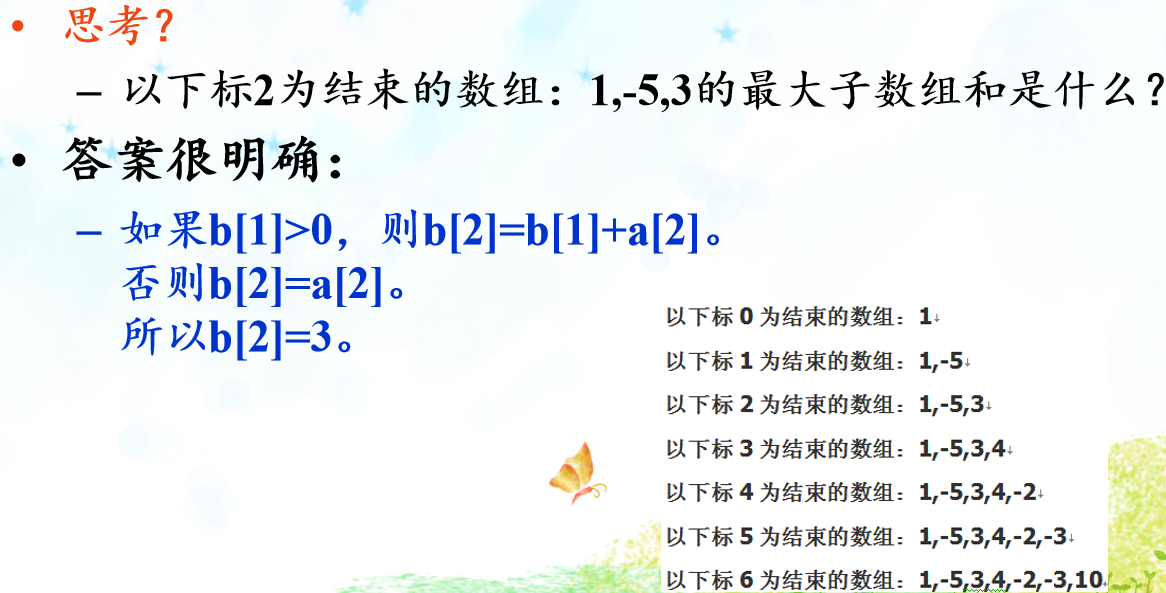 • 思考？
– 以下标2为结束的数组：1,-5,3的最大子数组和是什么？
• 答案很明确：
– 如果b[1]>0，则b[2]=b[1]+a[2]。
否则b[2]=a[2]。
所以b[2]=3。
以下标 0 为结束的数组：1↓
以下标 1 为结束的数组：1,-5↓
以下标 2 为结束的数组：1,-5,3↓
以下标 3 为结束的数组：1,-5,3,4↓
以下标 4 为结束的数组：1,-5,3,4,-2↓
以下标 5 为结束的数组：1,-5,3,4,-2,-3↓
以下标 6 为结束的数组：1,-5,3,4,-2,-3,10↓